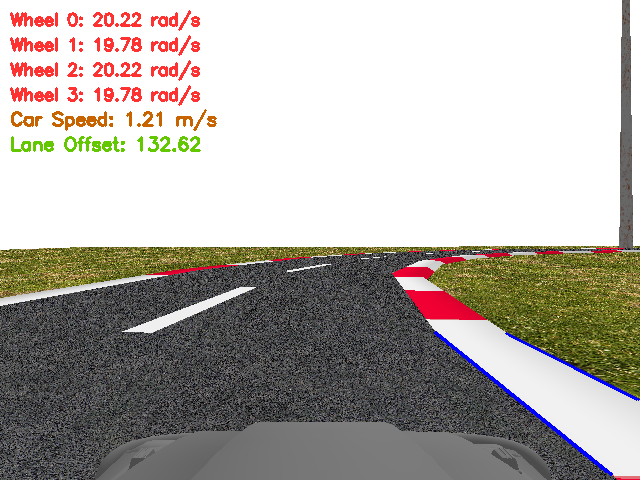 Wheel 0: 20.22 rad/s
Wheel 1: 19.78 rad/s
Wheel 2: 20.22 rad/s
Wheel 3: 19.78 rad/s
Car Speed: 1.21 m/s
Lane Offset: 132.62